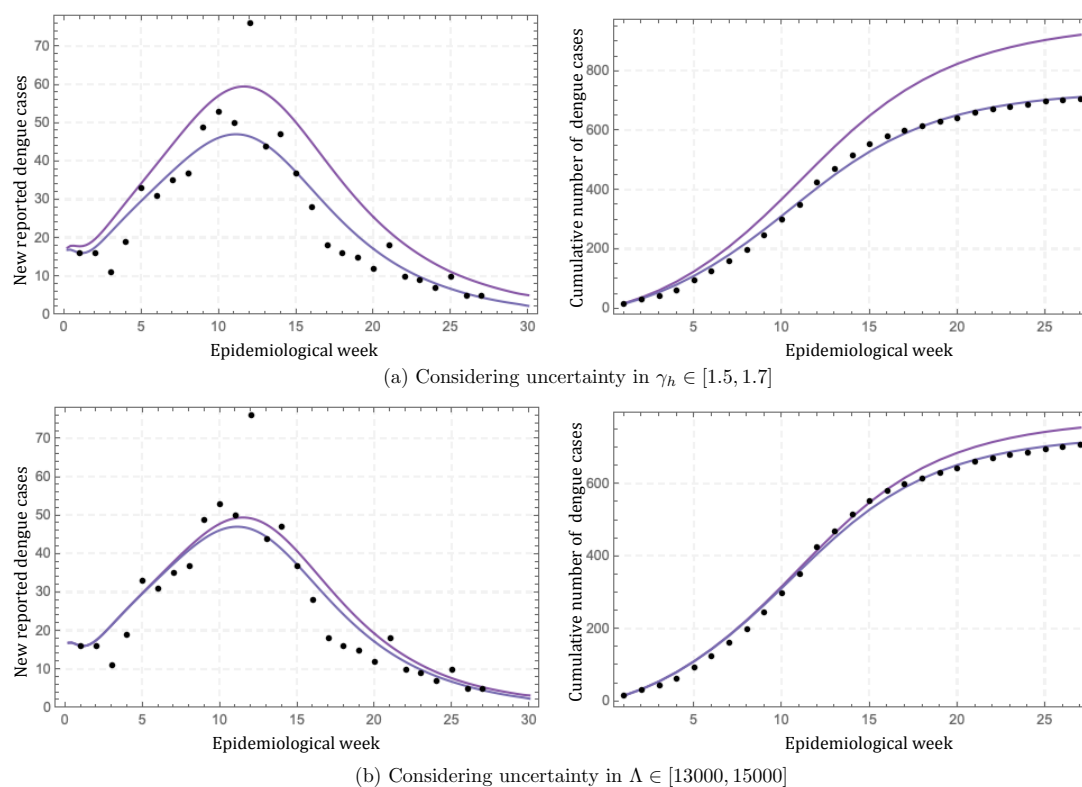 70
60
50
40
30
20
10
0
New reported dengue cases
0 5 10 15 20 25 30
Epidemiological week
800
600
400
200
0
Cumulative number of dengue cases
0 5 10 15 20 25
Epidemiological week
(a) Considering uncertainty in γₕ ∈ [1.5, 1.7]
70
60
50
40
30
20
10
0
New reported dengue cases
0 5 10 15 20 25 30
Epidemiological week
600
400
200
0
Cumulative number of dengue cases
0 5 10 15 20 25
Epidemiological week
(b) Considering uncertainty in Λ ∈ [13000, 15000]